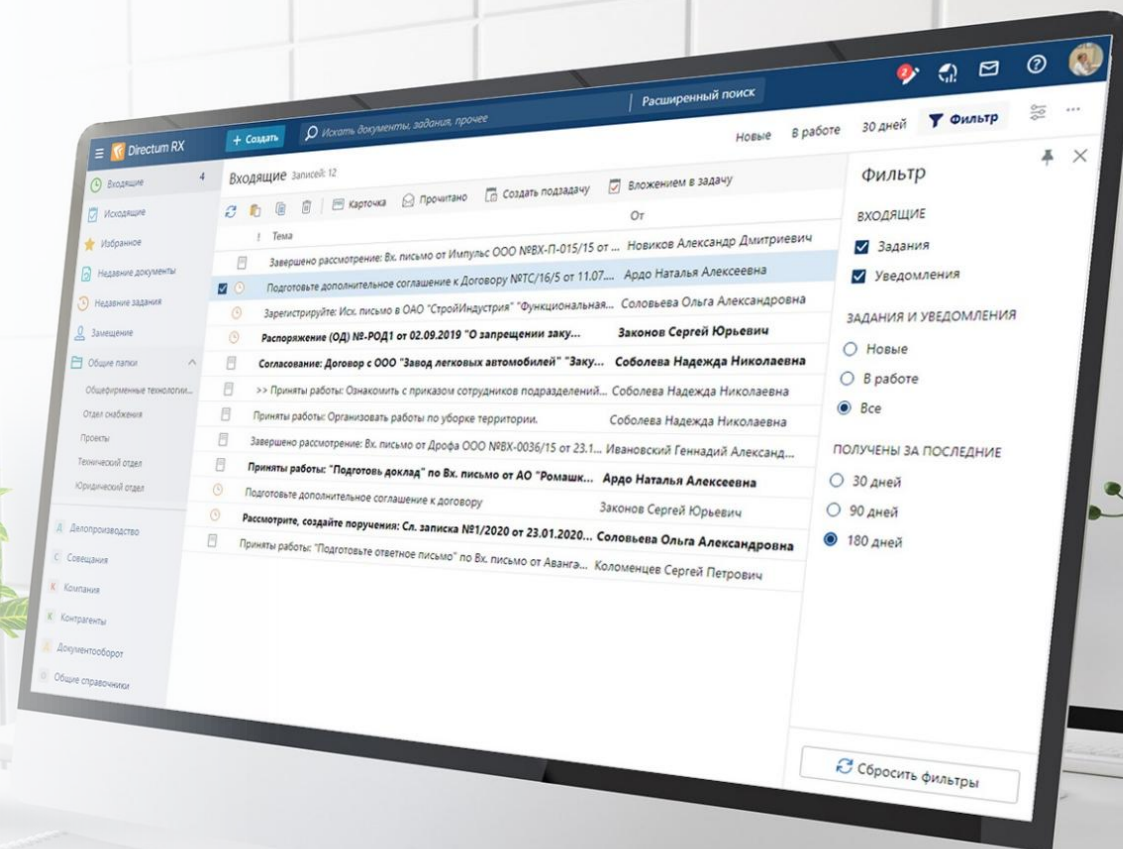 Directum RX
+ Создать
Искать документы, задания, прочее
Расширенный поиск
2
Входящие 4
Исходящие
Избранное
Недавние документы
Недавние задания
Замещение
Общие папки
Общефирменные технологии...
Отдел снабжения
Проекты
Технический отдел
Юридический отдел
Д Делопроизводство
С Совещания
К Компания
К Контрагенты
Д Документооборот
О Общие справочники
Входящие Записей: 12
Новые В работе 30 дней Фильтр ...
Карточка Прочитано Создать подзадачу Вложением в задачу
! Тема От
Завершено рассмотрение: Вх. письмо от Импульс ООО №ВХ-П-015/15 от ... Новиков Александр Дмитриевич
Подготовьте дополнительное соглашение к Договору №ТС/16/5 от 11.07.... Ардо Наталья Алексеевна
Зарегистрируйте: Исх. письмо в ОАО "СтройИндустрия" "Функциональная... Соловьева Ольга Александровна
Распоряжение (ОД) №-РОД1 от 02.09.2019 "О запрещении заку... Законов Сергей Юрьевич
Согласование: Договор с ООО "Завод легковых автомобилей" "Заку... Соболева Надежда Николаевна
>> Приняты работы: Ознакомить с приказом сотрудников подразделений... Соболева Надежда Николаевна
Приняты работы: Организовать работы по уборке территории. Соболева Надежда Николаевна
Завершено рассмотрение: Вх. письмо от Дрофа ООО №ВХ-0036/15 от 23.1... Ивановский Геннадий Александ...
Приняты работы: "Подготовь доклад" по Вх. письмо от АО "Ромашк... Ардо Наталья Алексеевна
Подготовьте дополнительное соглашение к договору Законов Сергей Юрьевич
Рассмотрите, создайте поручения: Сл. записка №1/2020 от 23.01.2020... Соловьева Ольга Александровна
Приняты работы: "Подготовьте ответное письмо" по Вх. письмо от Аванга... Коломенцев Сергей Петрович
Фильтр
ВХОДЯЩИЕ
Задания
Уведомления
ЗАДАНИЯ И УВЕДОМЛЕНИЯ
Новые
В работе
Все
ПОЛУЧЕНЫ ЗА ПОСЛЕДНИЕ
30 дней
90 дней
180 дней
Сбросить фильтры